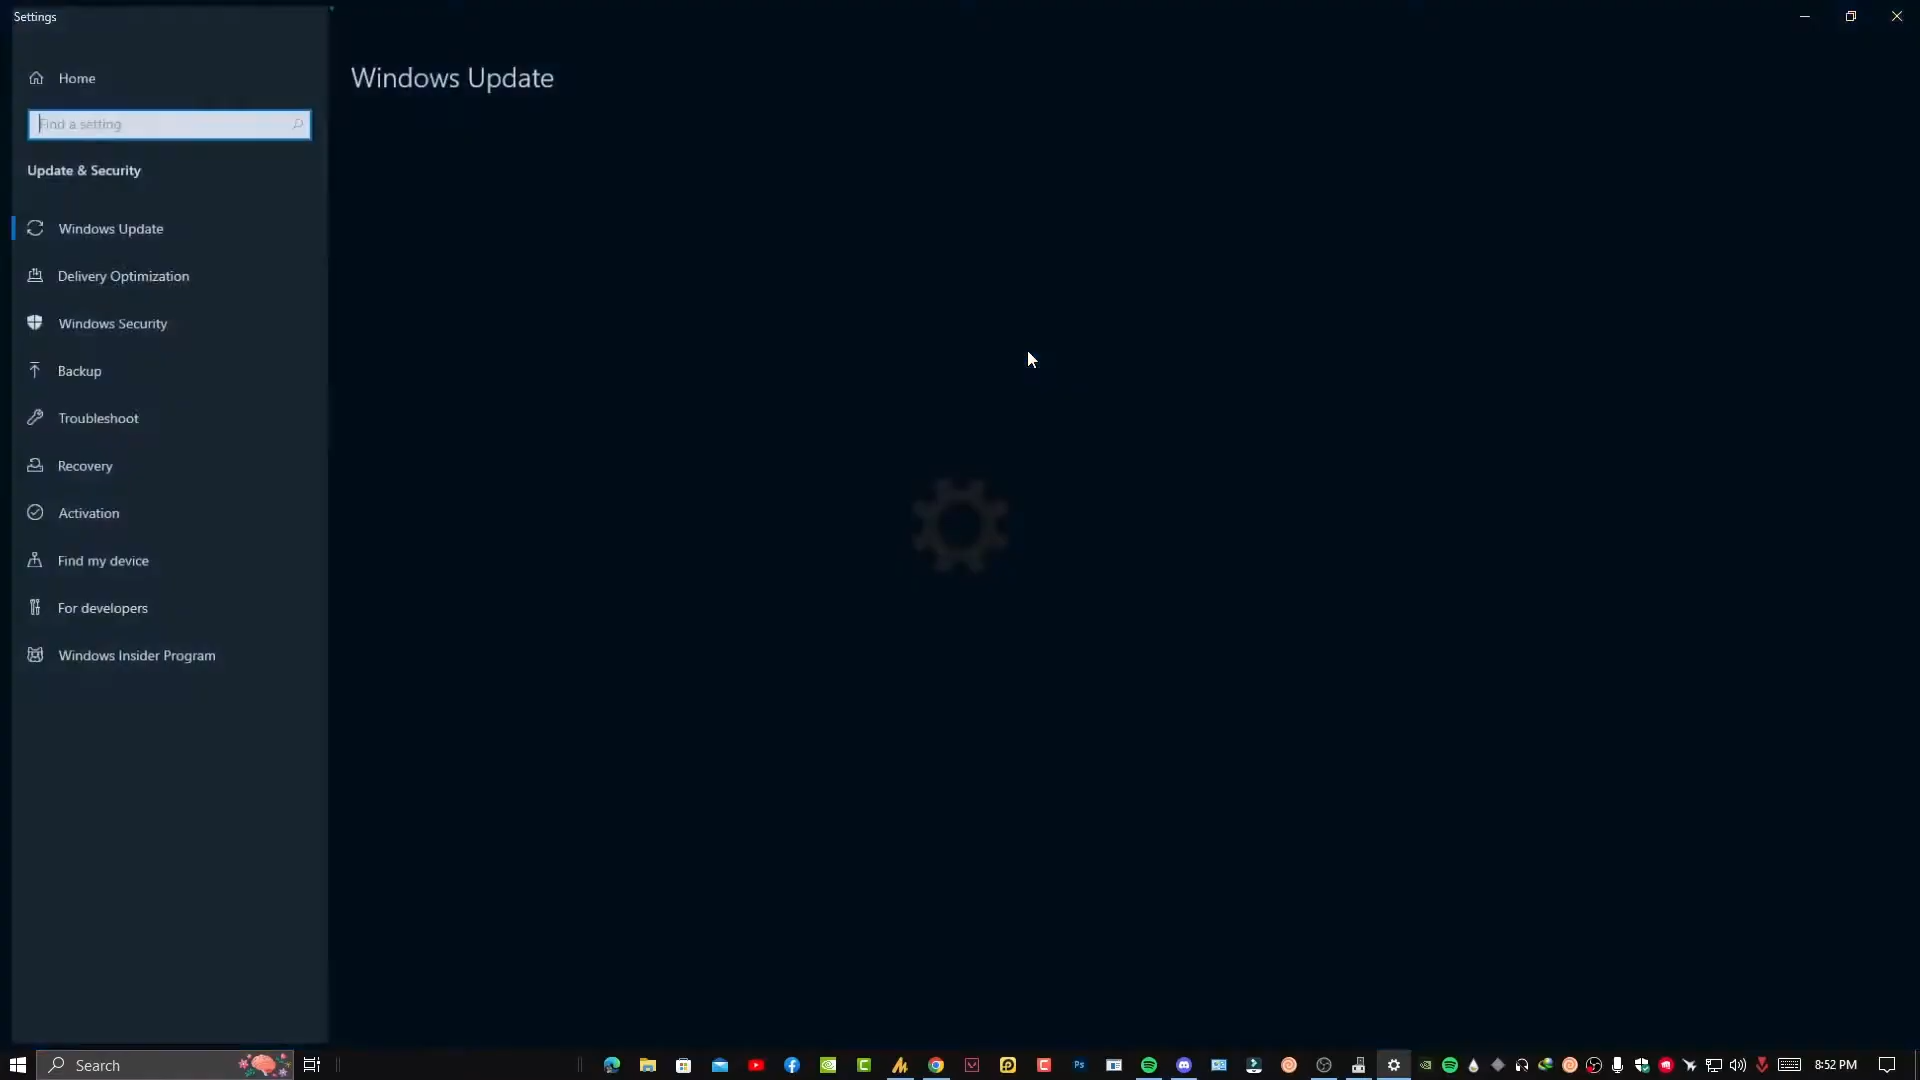 Settings
Home
Find a setting
Update & Security
Windows Update
Delivery Optimization
Windows Security
Backup
Troubleshoot
Recovery
Activation
Find my device
For developers
Windows Insider Program
Windows Update
Search
Ps
8:52 PM